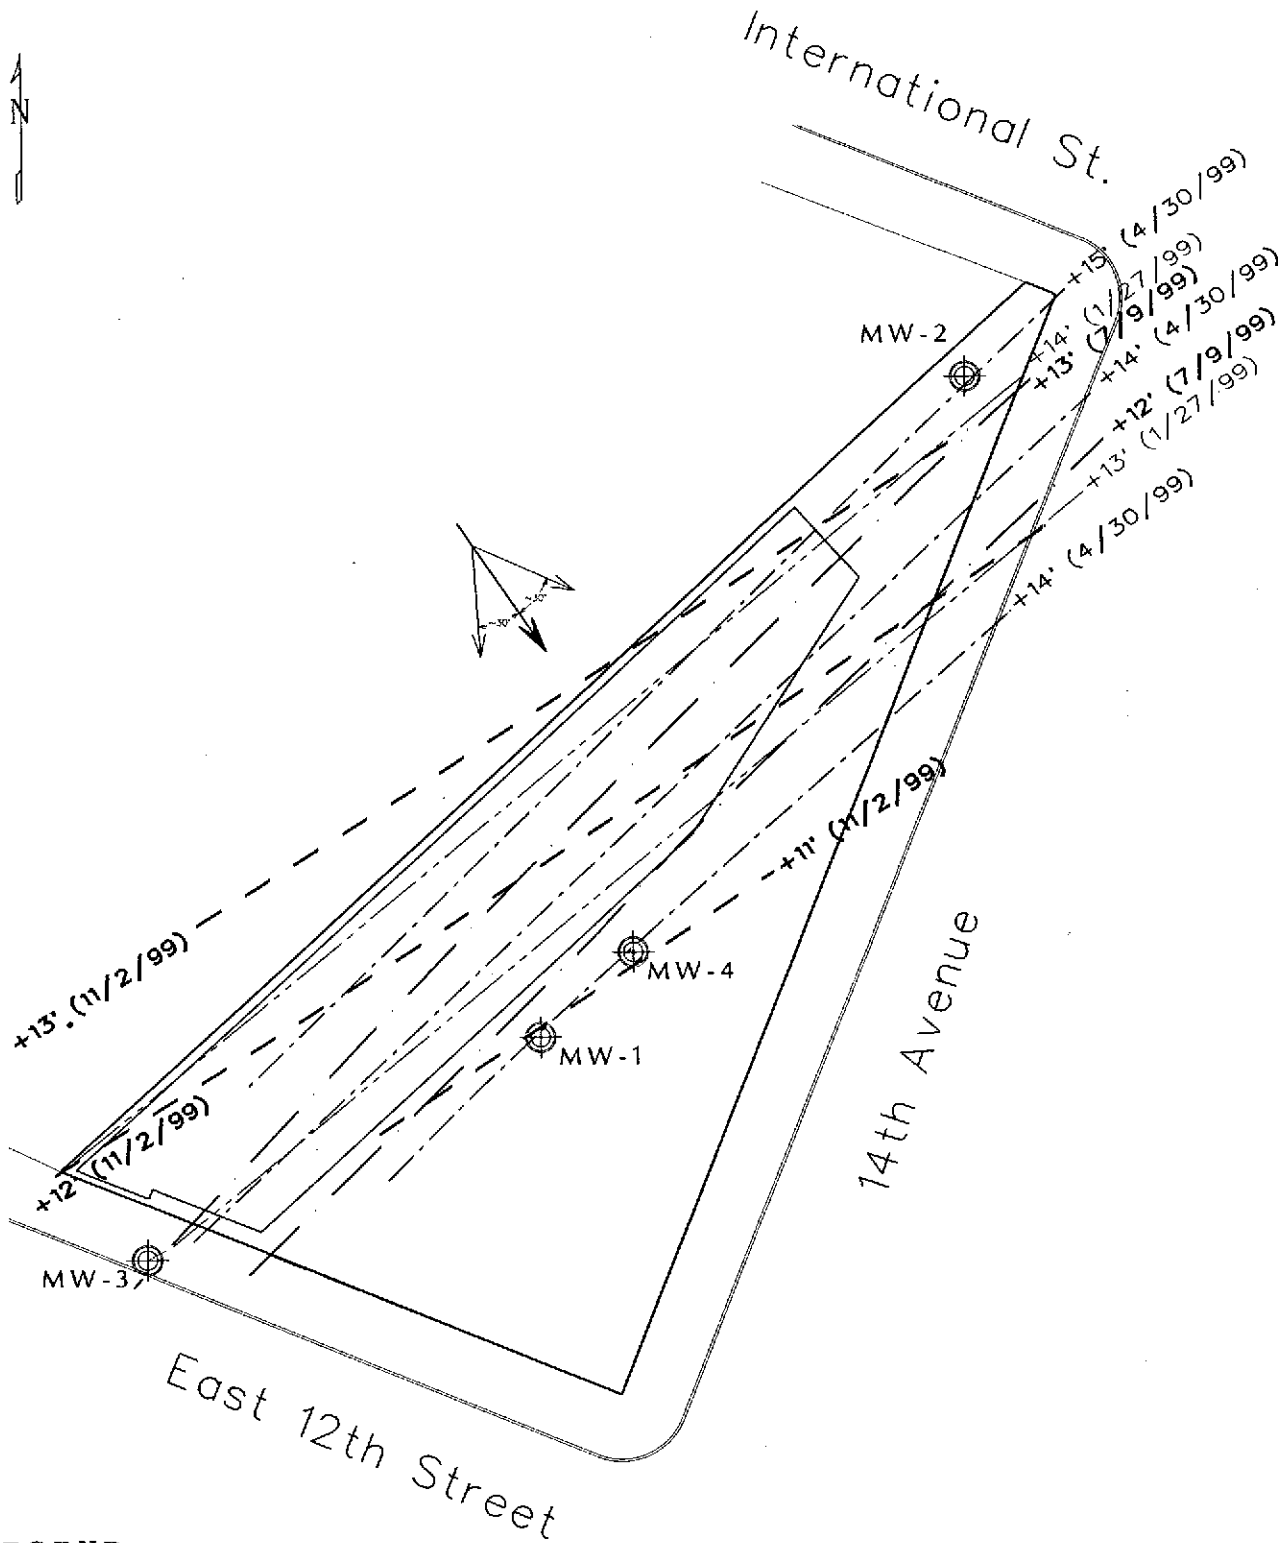 International St.
N
+15' (4/30/99)
+14' (1/27/99)
+13' (7/9/99)
+14' (4/30/99)
MW-2
+12' (7/9/99)
+13' (1/27/99)
+14' (4/30/99)
~30°
~30°
+11' (11/2/99)
+13' (11/2/99)
MW-4
14th Avenue
MW-1
+12' (11/2/99)
MW-3
East 12th Street